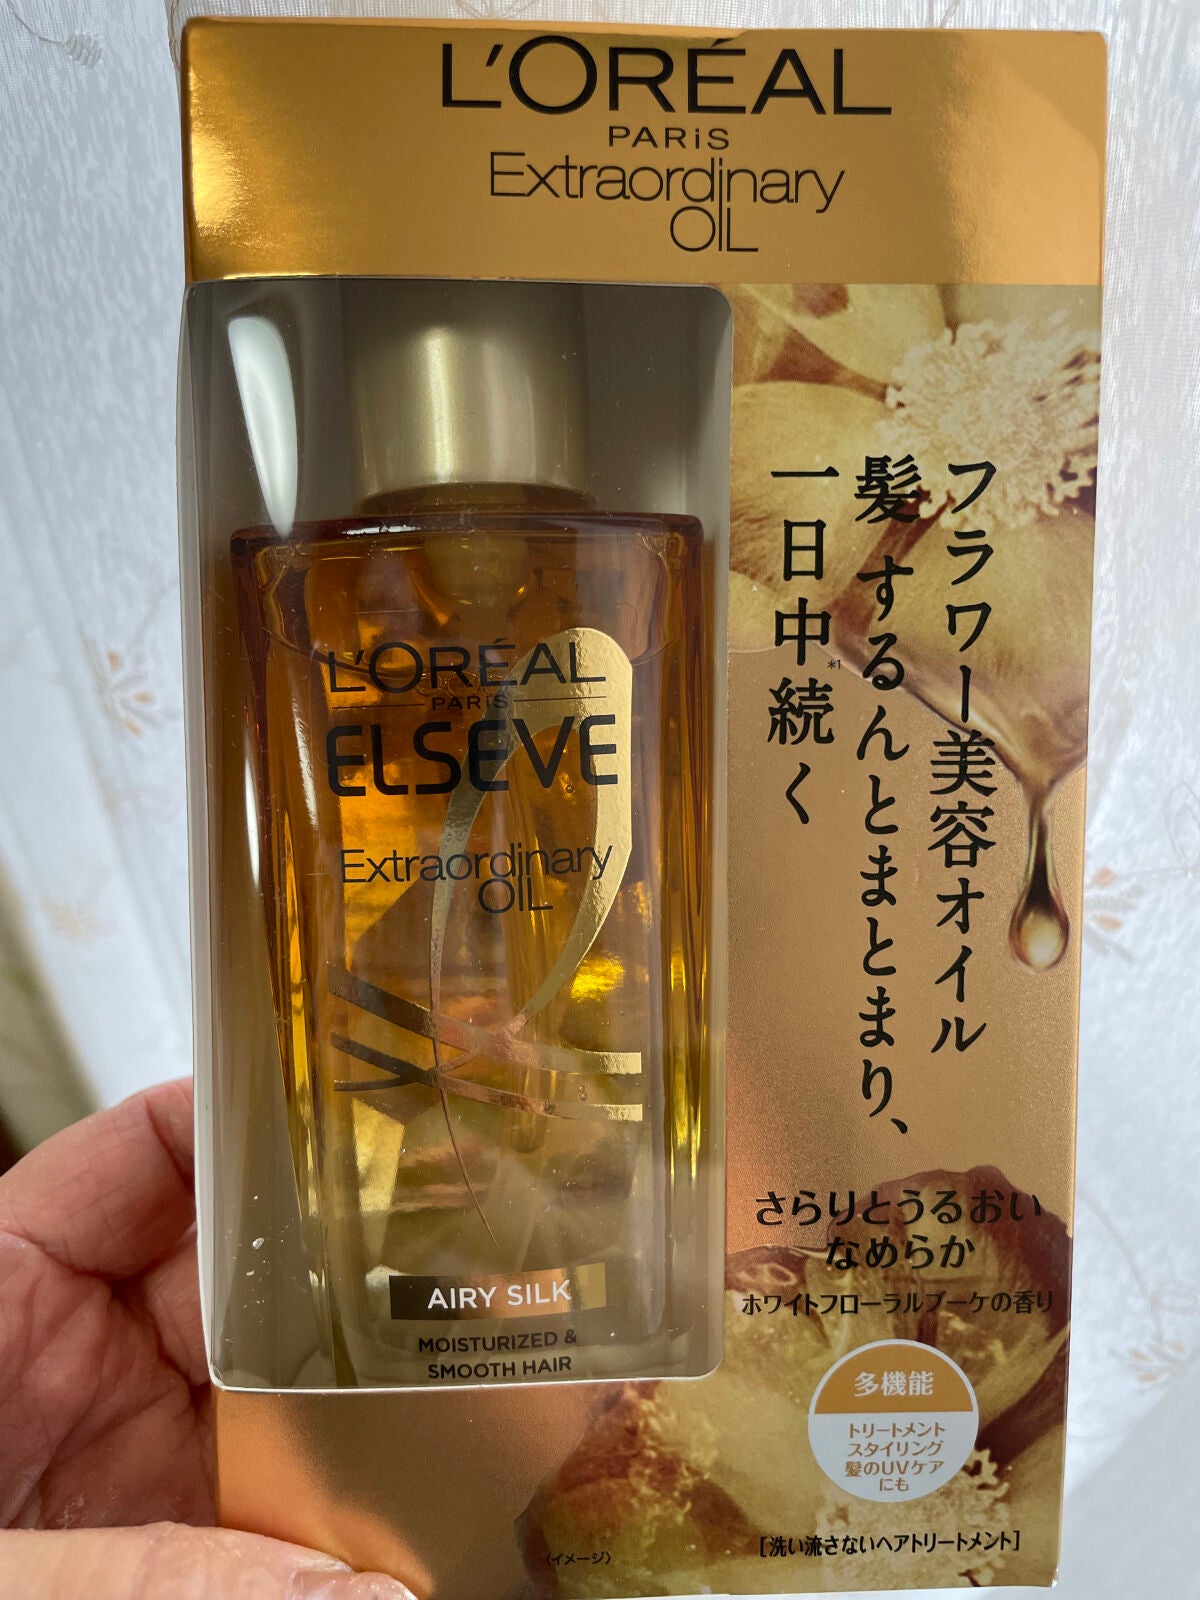 L'ORÉAL
PARiS
Extraordinary
OIL
L'ORÉAL
PARiS
ELSEVE
Extraordinary
OIL
AIRY SILK
MOISTURIZED &
SMOOTH HAIR
フラワー美容オイル
髪 するんとまとまり、
一日中*1続く
さらりとうるおい
なめらか
ホワイトフローラルブーケの香り
多機能
トリートメント
スタイリング
髪のUVケア
にも
[洗い流さないヘアトリートメント]
〈イメージ〉